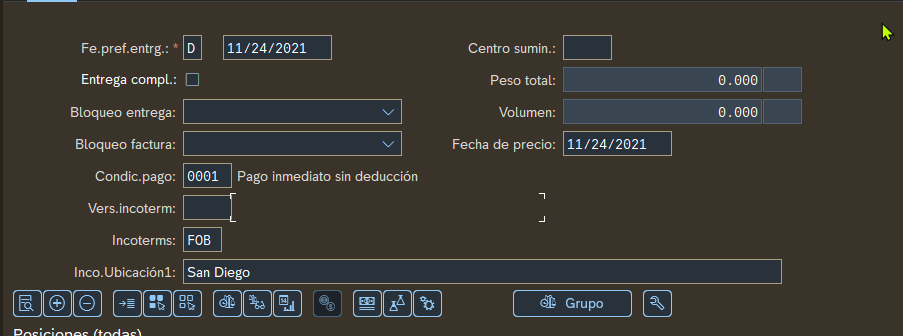 Fe.pref.entrg.: * D 11/24/2021 Centro sumin.:
Entrega compl.: Peso total: 0.000
Bloqueo entrega: Volumen: 0.000
Bloqueo factura: Fecha de precio: 11/24/2021
Condic.pago: 0001 Pago inmediato sin deducción
Vers.incoterm:
Incoterms: FOB
Inco.Ubicación1: San Diego
Grupo
Posiciones (todas)